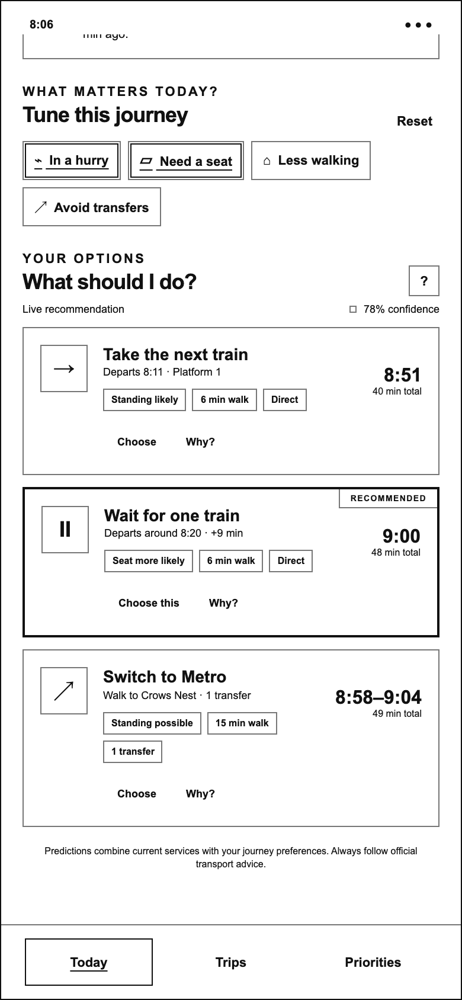 8:06
min ago.
WHAT MATTERS TODAY?
Tune this journey
Reset
In a hurry
Need a seat
Less walking
Avoid transfers
YOUR OPTIONS
What should I do?
?
Live recommendation
78% confidence
Take the next train
Departs 8:11 · Platform 1
8:51
40 min total
Standing likely
6 min walk
Direct
Choose
Why?
RECOMMENDED
Wait for one train
Departs around 8:20 · +9 min
9:00
48 min total
Seat more likely
6 min walk
Direct
Choose this
Why?
Switch to Metro
Walk to Crows Nest · 1 transfer
8:58–9:04
49 min total
Standing possible
15 min walk
1 transfer
Choose
Why?
Predictions combine current services with your journey preferences. Always follow official
transport advice.
Today
Trips
Priorities